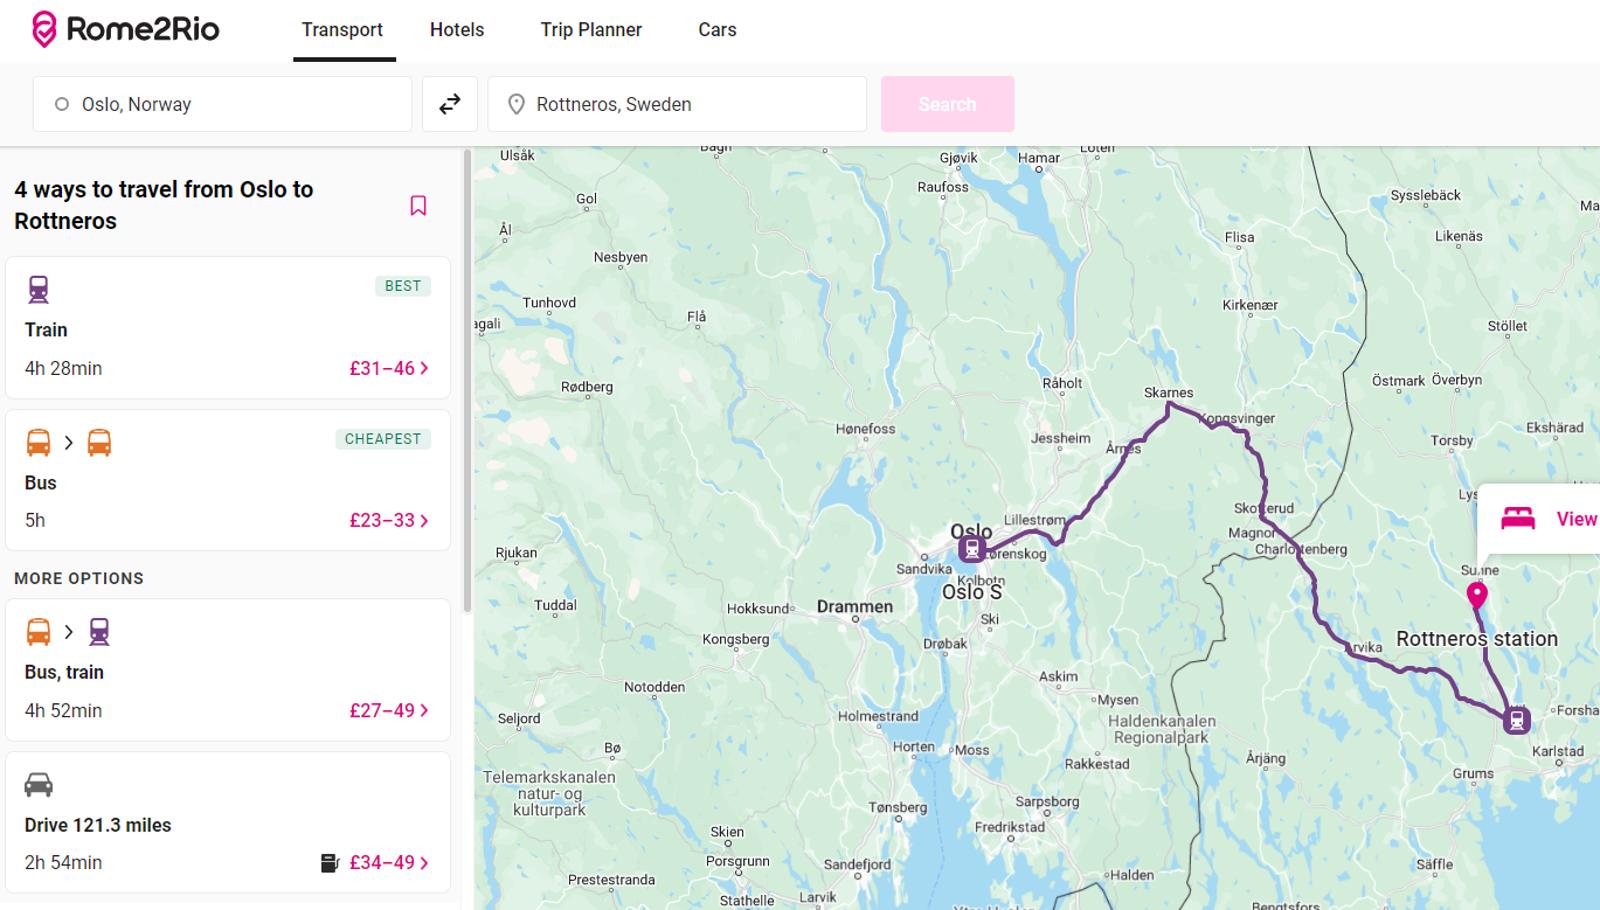 Rome2Rio
Transport
Hotels
Trip Planner
Cars
Oslo, Norway
Rottneros, Sweden
Search
4 ways to travel from Oslo to
Rottneros
BEST
Train
4h 28min
£31–46
CHEAPEST
Bus
5h
£23–33
MORE OPTIONS
Bus, train
4h 52min
£27–49
Drive 121.3 miles
2h 54min
£34–49
Ulsåk
Gjøvik
Hamar
Løten
Raufoss
Gol
Sysslebäck
Ål
Flisa
Likenäs
Nesbyen
Tunhovd
Kirkenær
Flå
Stöllet
Rødberg
Råholt
Skarnes
Östmark
Överbyn
Kongsvinger
Hønefoss
Jessheim
Årnes
Torsby
Ekshärad
View
Skotterud
Lillestrøm
Oslo
Magnor
Charlottenberg
Rjukan
Sandvika
Kolbotn
Oslo S
Sunne
Tuddal
Hokksund
Drammen
Ski
Kongsberg
Drøbak
Rottneros station
Arvika
Askim
Notodden
Mysen
Seljord
Holmestrand
Haldenkanalen
Regionalpark
Bø
Horten
Moss
Rakkestad
Årjäng
Karlstad
Grums
Telemarkskanalen
natur- og
kulturpark
Tønsberg
Sarpsborg
Fredrikstad
Skien
Porsgrunn
Sandefjord
Säffle
Prestestranda
Halden
Stathelle
Larvik